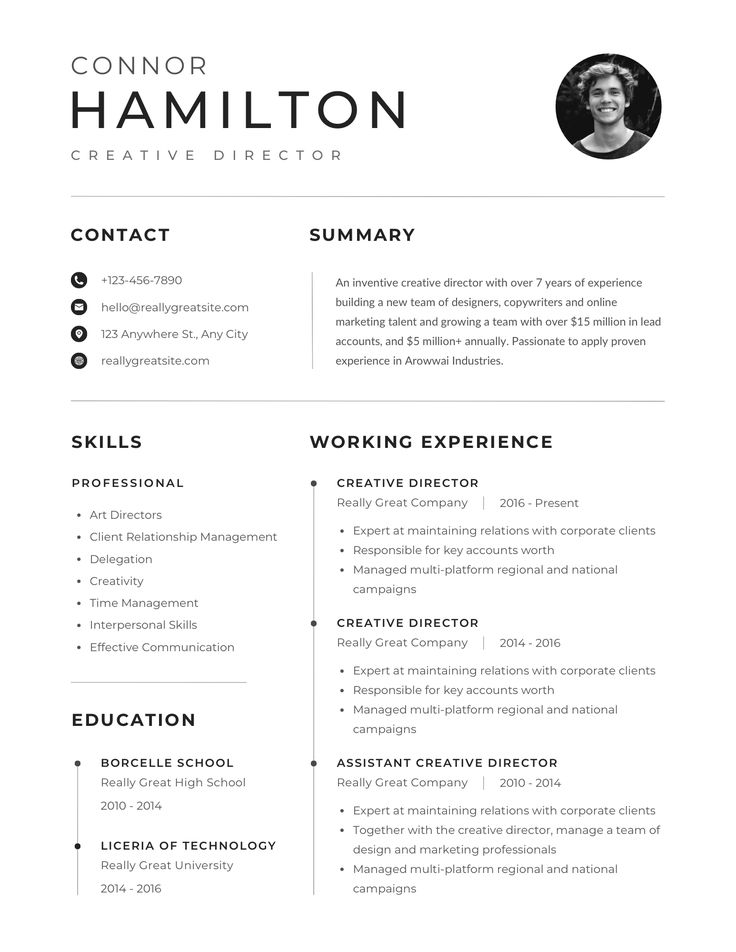 CONNOR
HAMILTON
CREATIVE DIRECTOR
CONTACT
+123-456-7890
hello@reallygreatsite.com
123 Anywhere St., Any City
reallygreatsite.com
SUMMARY
An inventive creative director with over 7 years of experience
building a new team of designers, copywriters and online
marketing talent and growing a team with over $15 million in lead
accounts, and $5 million+ annually. Passionate to apply proven
experience in Arowwai Industries.
SKILLS
PROFESSIONAL
• Art Directors
• Client Relationship Management
• Delegation
• Creativity
• Time Management
• Interpersonal Skills
• Effective Communication
EDUCATION
BORCELLE SCHOOL
Really Great High School
2010 - 2014
LICERIA OF TECHNOLOGY
Really Great University
2014 - 2016
WORKING EXPERIENCE
CREATIVE DIRECTOR
Really Great Company | 2016 - Present
• Expert at maintaining relations with corporate clients
• Responsible for key accounts worth
• Managed multi-platform regional and national
campaigns
CREATIVE DIRECTOR
Really Great Company | 2014 - 2016
• Expert at maintaining relations with corporate clients
• Responsible for key accounts worth
• Managed multi-platform regional and national
campaigns
ASSISTANT CREATIVE DIRECTOR
Really Great Company | 2010 - 2014
• Expert at maintaining relations with corporate clients
• Together with the creative director, manage a team of
design and marketing professionals
• Managed multi-platform regional and national
campaigns